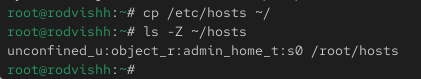 root@rodvishh:~# cp /etc/hosts ~/
root@rodvishh:~# ls -Z ~/hosts
unconfined_u:object_r:admin_home_t:s0 /root/hosts
root@rodvishh:~#